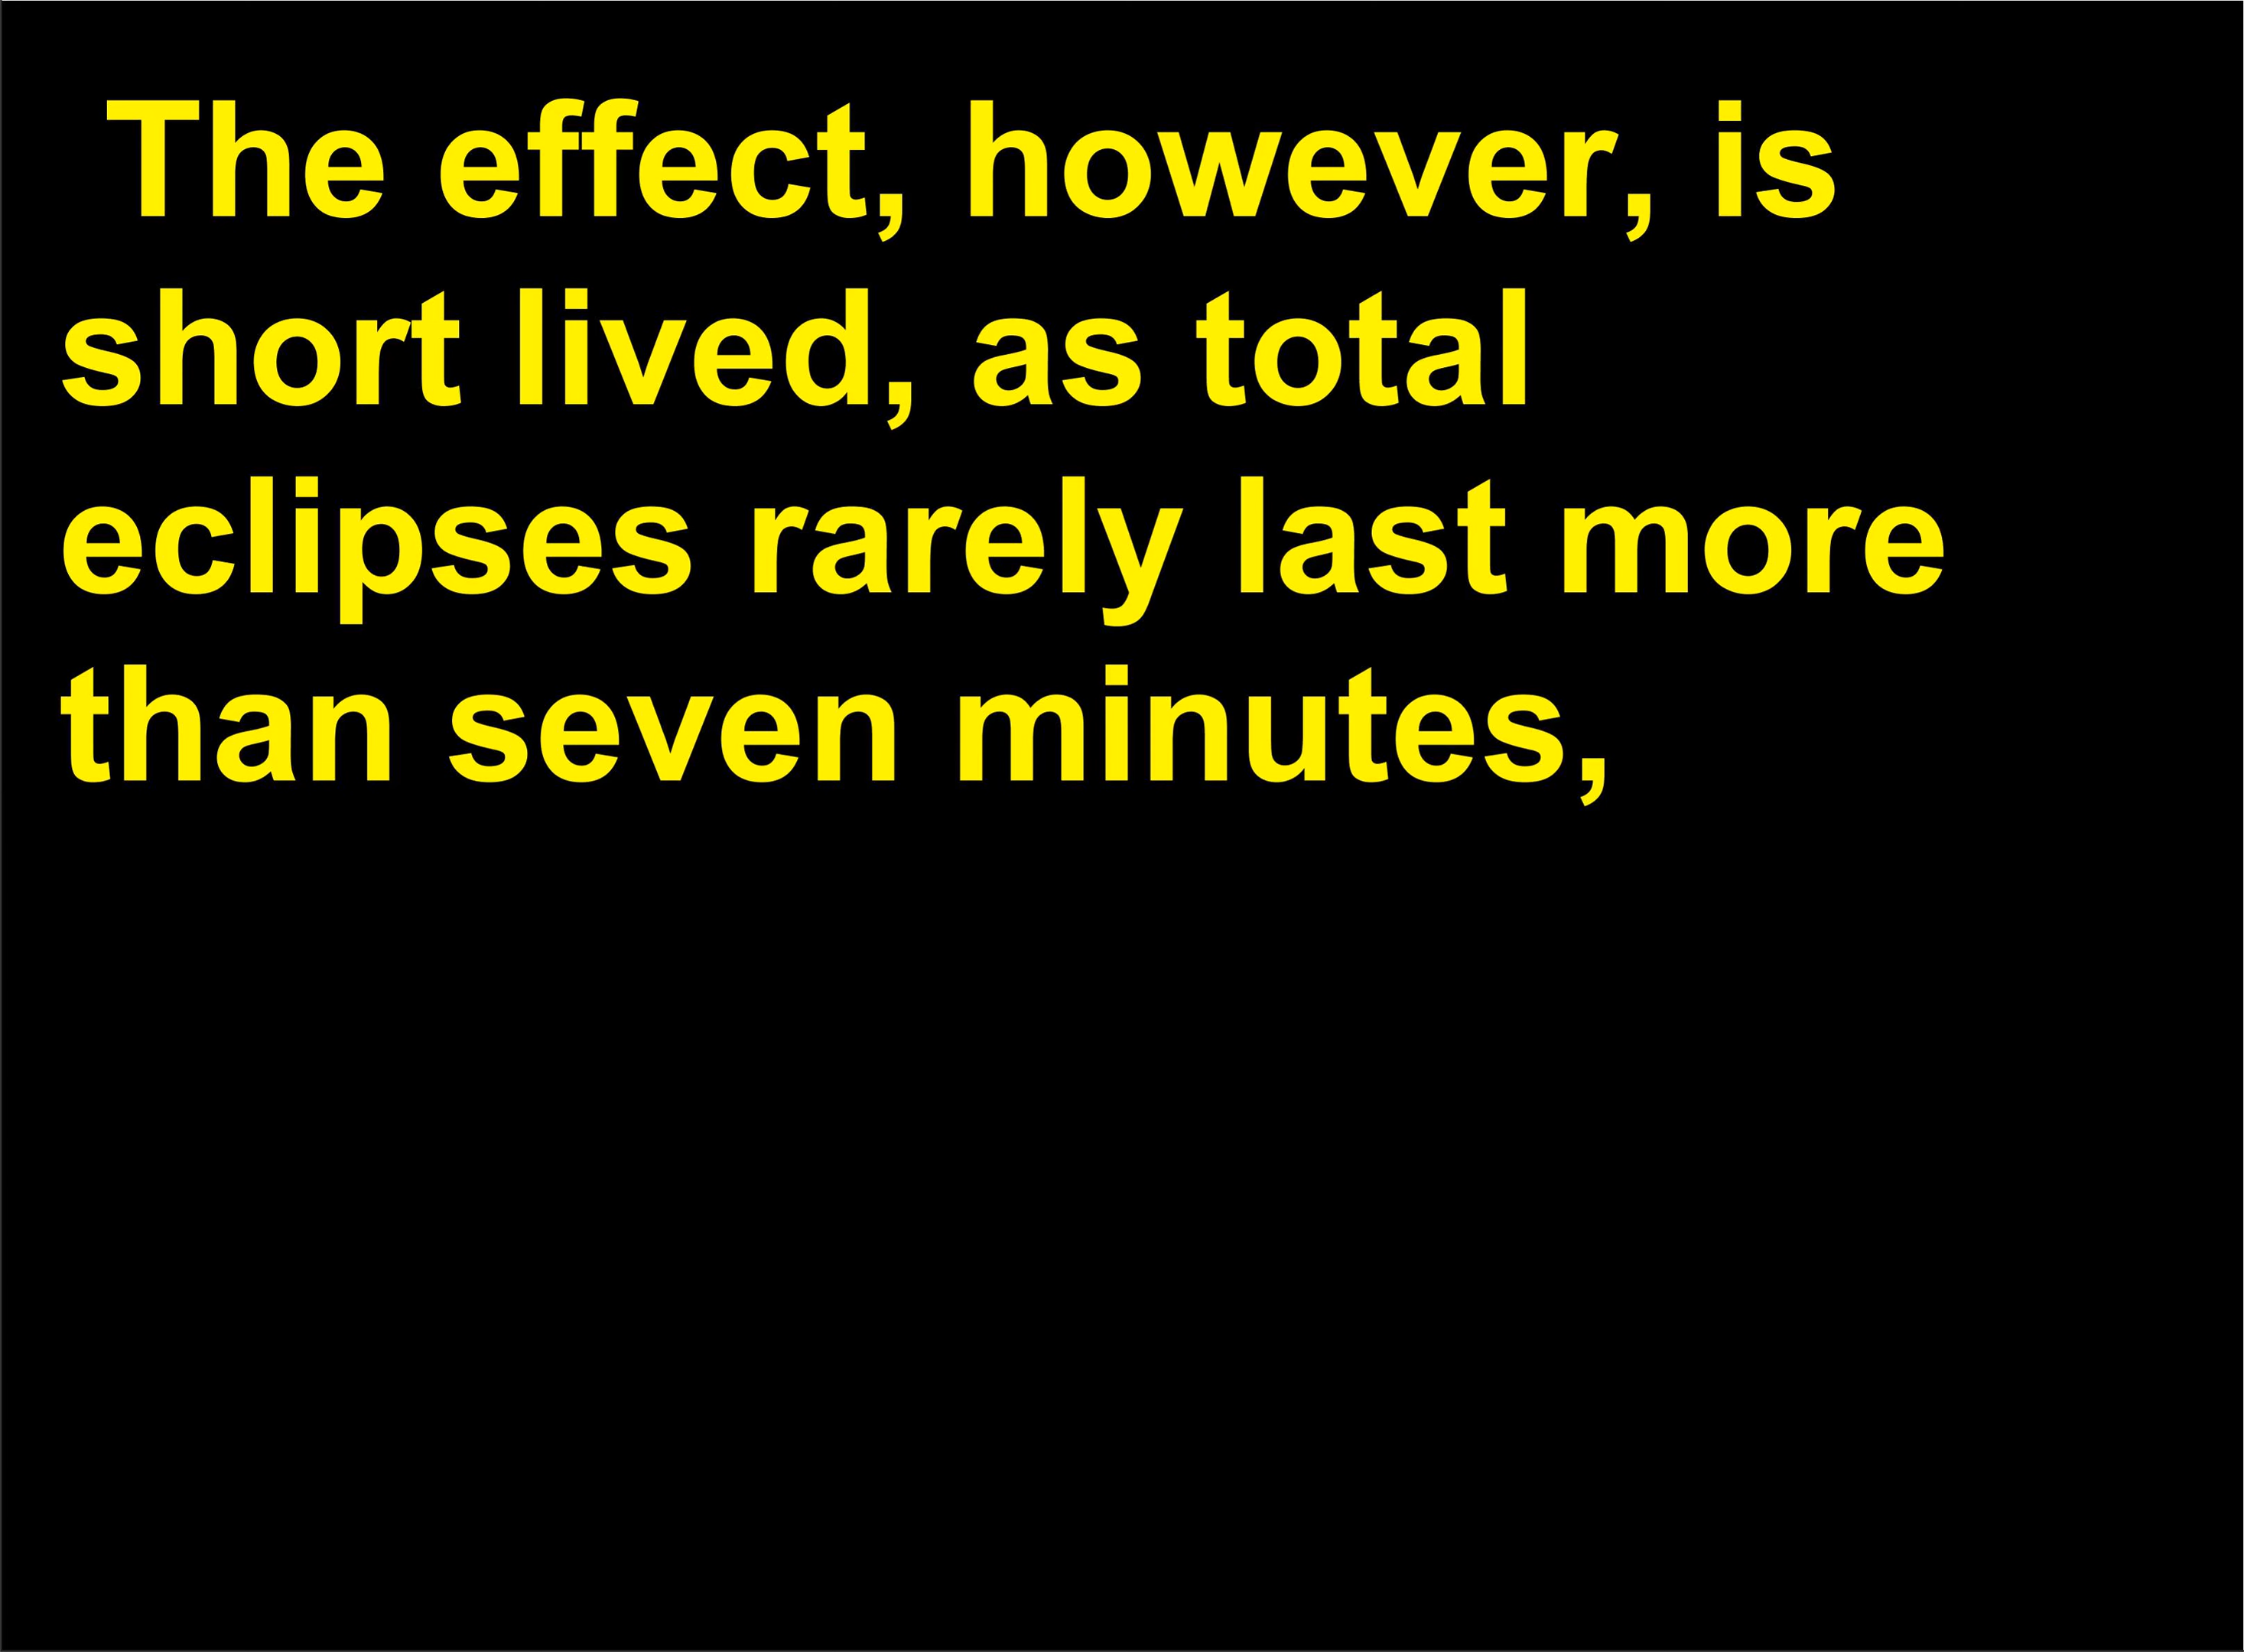 The effect, however, is
short lived, as total
eclipses rarely last more
than seven minutes,